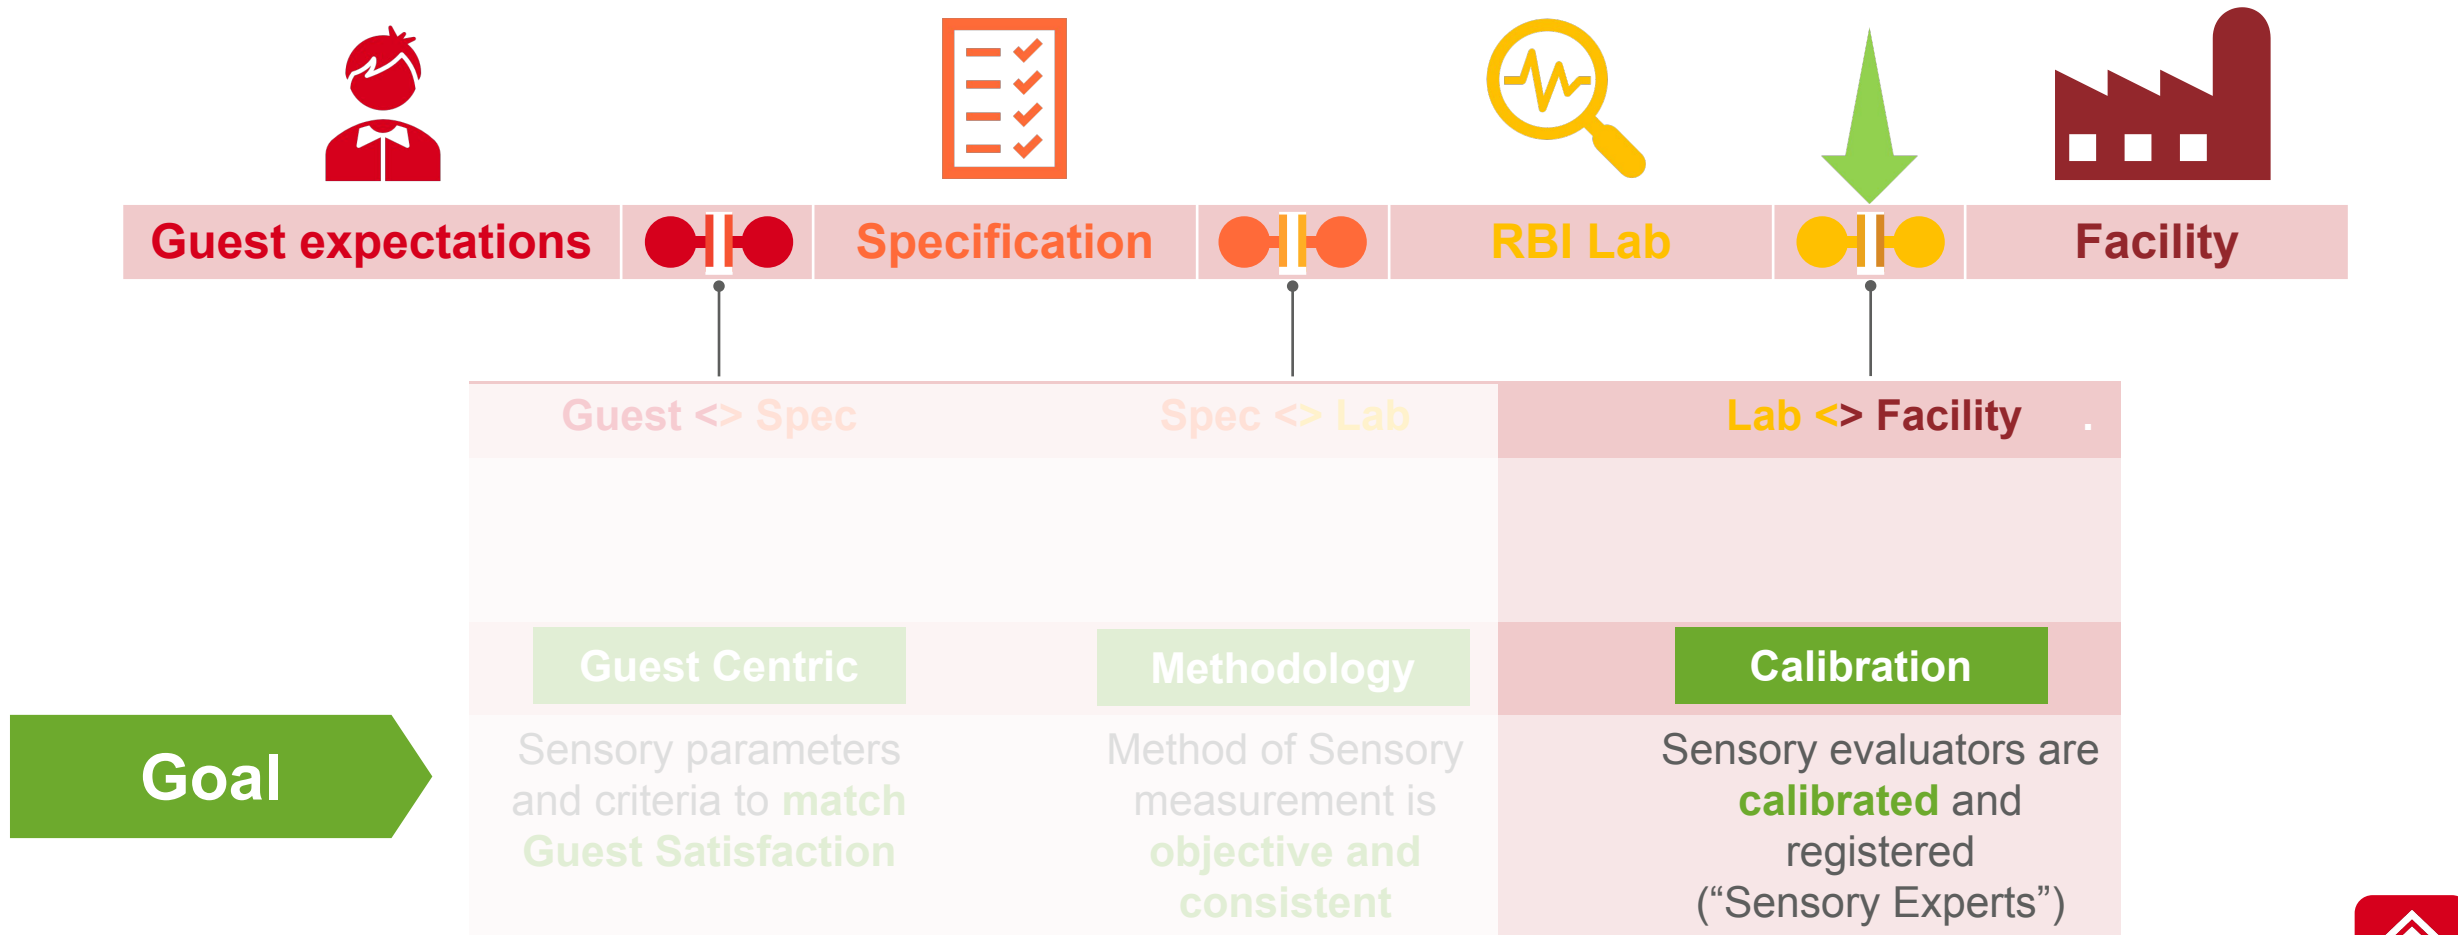 Guest expectations
Specification
RBI Lab
Facility
Guest <> Spec
Spec <> Lab
Lab <> Facility .
Guest Centric
Methodology
Calibration
Goal
Sensory parameters
and criteria to match
Guest Satisfaction
Method of Sensory
measurement is
objective and
consistent
Sensory evaluators are
calibrated and
registered
(“Sensory Experts”)